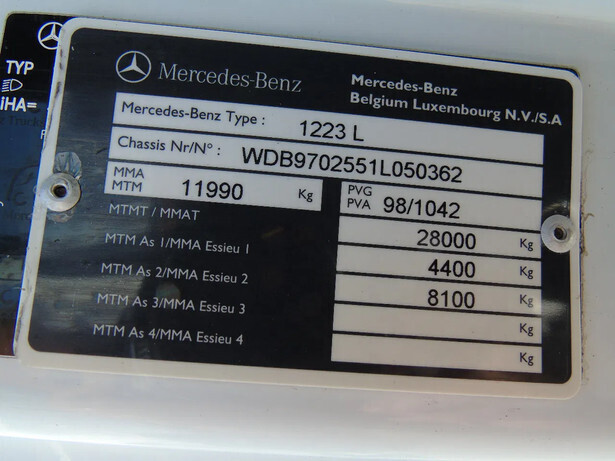 TYP
iHA=
Mercedes-Benz
Mercedes-Benz
Belgium Luxembourg N.V./S.A
Mercedes-Benz Type : 1223 L
Chassis Nr/N° : WDB9702551L050362
MMA
MTM 11990 Kg
PVG
PVA 98/1042
MTMT / MMAT 28000 Kg
MTM As 1/MMA Essieu 1 4400 Kg
MTM As 2/MMA Essieu 2 8100 Kg
MTM As 3/MMA Essieu 3 Kg
MTM As 4/MMA Essieu 4 Kg